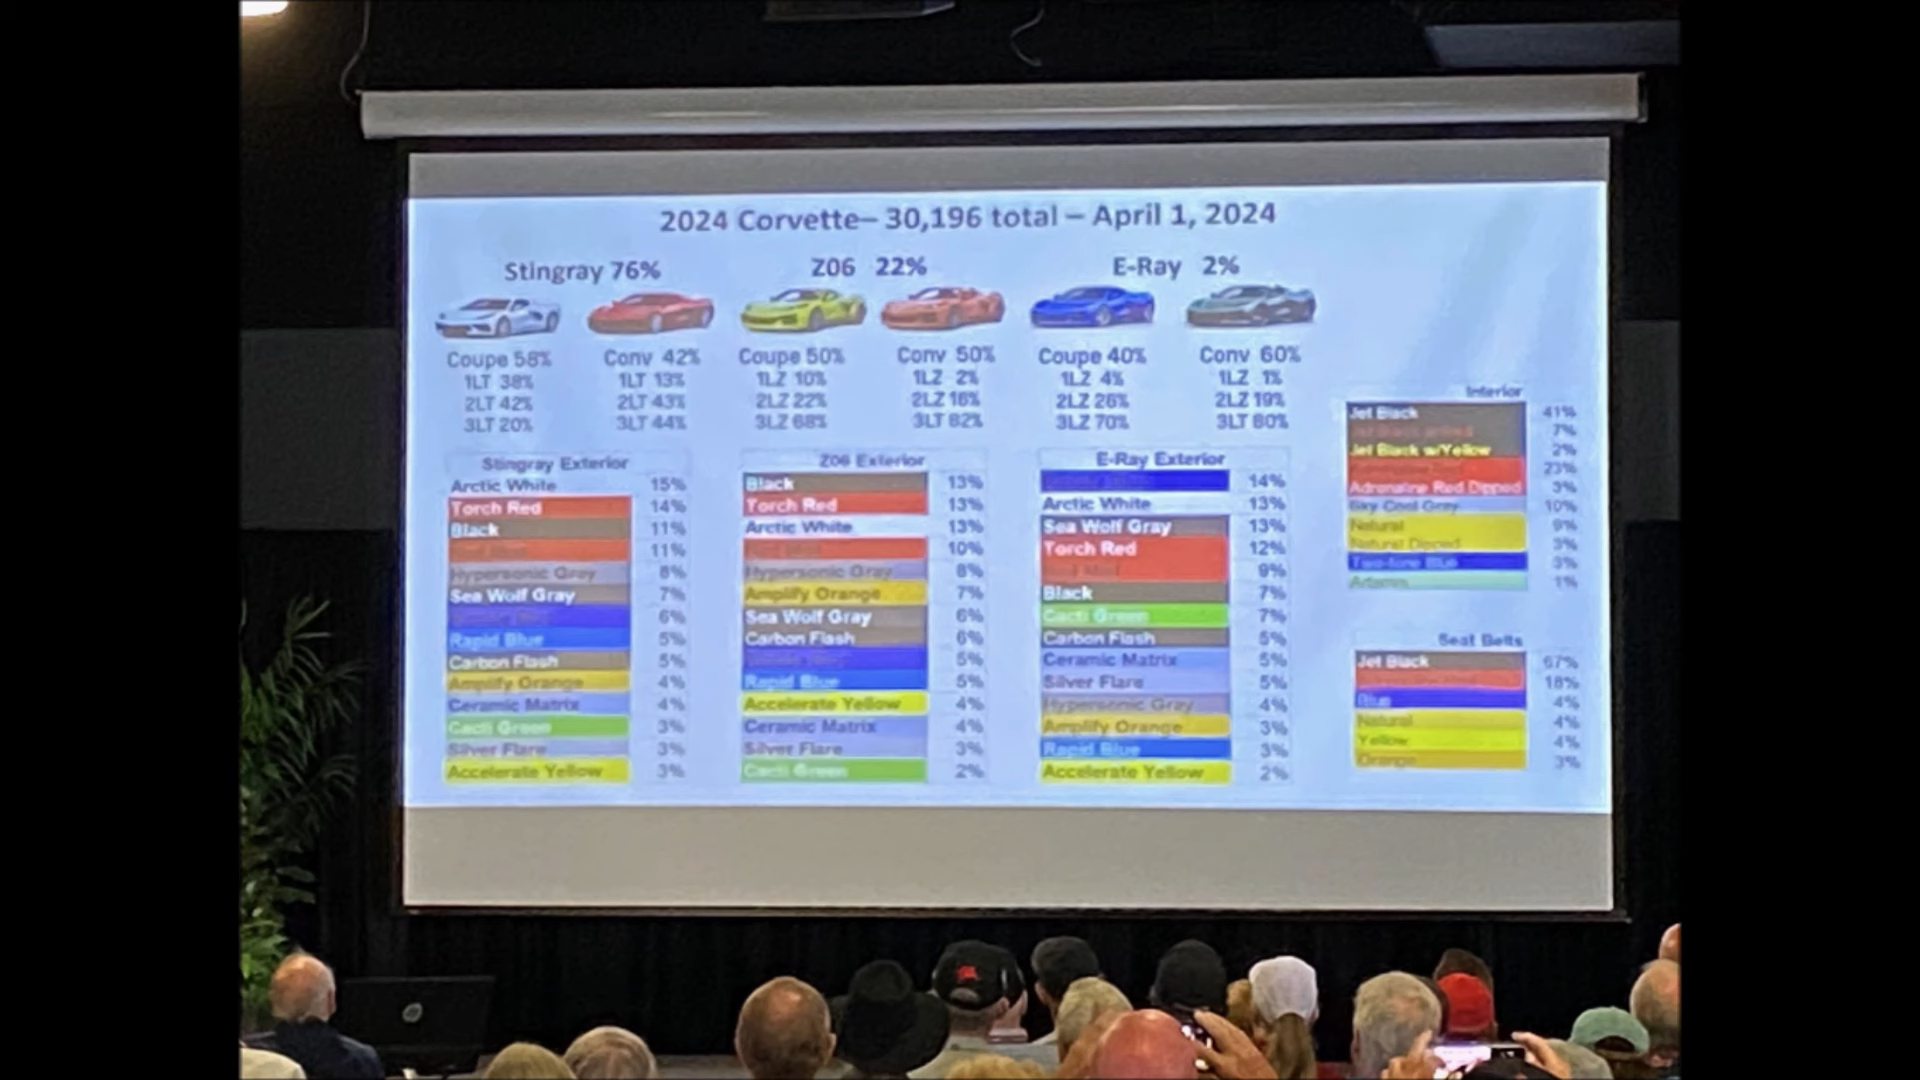 2024 Corvette– 30,196 total – April 1, 2024
Stingray 76%
Z06 22%
E-Ray 2%
Coupe 58%
1LT 38%
2LT 42%
3LT 20%
Conv 42%
1LT 13%
2LT 43%
3LT 44%
Coupe 50%
1LZ 10%
2LZ 22%
3LZ 68%
Conv 50%
1LZ 2%
2LZ 16%
3LT 82%
Coupe 40%
1LZ 4%
2LZ 26%
3LZ 70%
Conv 60%
1LZ 1%
2LZ 19%
3LT 80%
Stingray Exterior
Arctic White 15%
Torch Red 14%
Black 11%
11%
Hypersonic Gray 8%
Sea Wolf Gray 7%
6%
Rapid Blue 5%
Carbon Flash 5%
Amplify Orange 4%
Ceramic Matrix 4%
Cacti Green 3%
Silver Flare 3%
Accelerate Yellow 3%
Z06 Exterior
Black 13%
Torch Red 13%
Arctic White 13%
10%
Hypersonic Gray 8%
Amplify Orange 7%
Sea Wolf Gray 6%
Carbon Flash 6%
5%
Rapid Blue 5%
Accelerate Yellow 4%
Ceramic Matrix 4%
Silver Flare 3%
Cacti Green 2%
E-Ray Exterior
14%
Arctic White 13%
Sea Wolf Gray 13%
Torch Red 12%
9%
Black 7%
Cacti Green 7%
Carbon Flash 5%
Ceramic Matrix 5%
Silver Flare 5%
Hypersonic Gray 4%
Amplify Orange 3%
Rapid Blue 3%
Accelerate Yellow 2%
Interior
Jet Black 41%
7%
Jet Black w/Yellow 2%
23%
Adrenaline Red Dipped 3%
Sky Cool Gray 10%
Natural 9%
Natural Dipped 3%
Two-tone Blue 3%
Artemis 1%
Seat Belts
Jet Black 67%
18%
Blue 4%
Natural 4%
Yellow 4%
Orange 3%